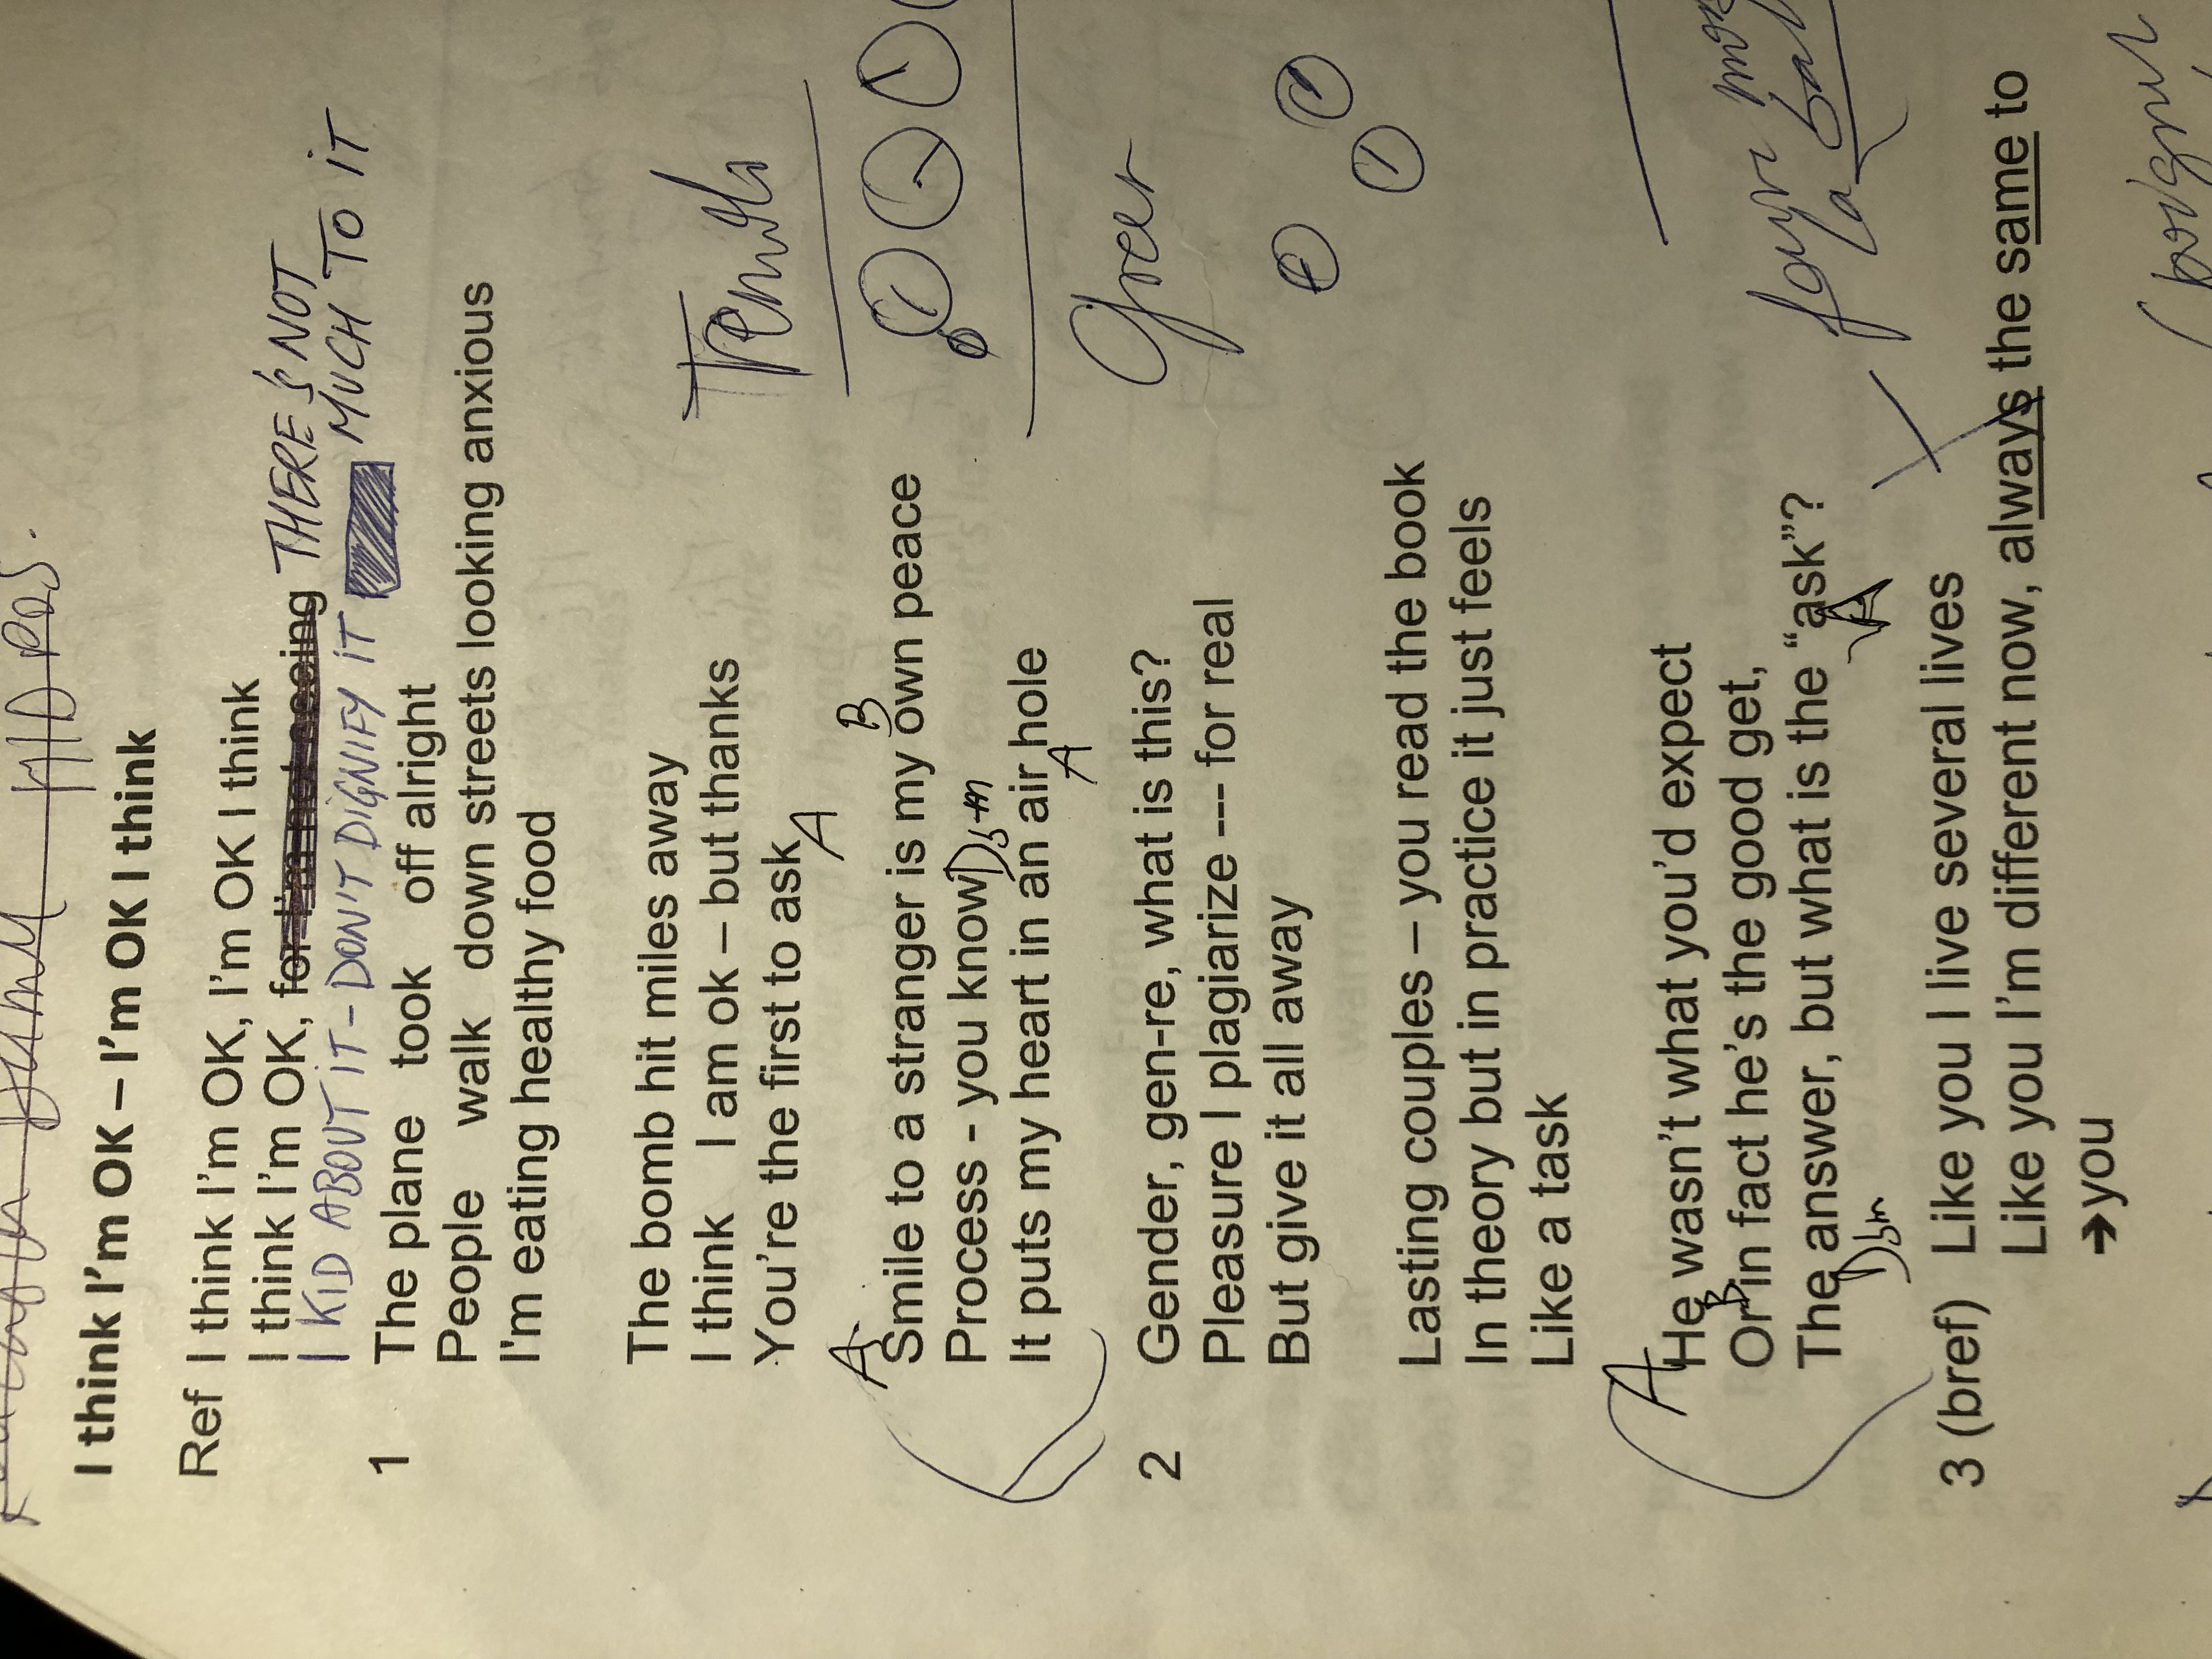 MID POS.
I think I'm OK – I'm OK I think
Ref I think I'm OK, I'm OK I think
I think I'm OK, for I'm not seeing THERE'S NOT
MUCH TO IT
I KID ABOUT IT - DON'T DIGNIFY IT
1 The plane took off alright
People walk down streets looking anxious
I'm eating healthy food
The bomb hit miles away
I think I am ok – but thanks
You're the first to ask
A
A B
Smile to a stranger is my own peace
Process - you know Dbm
It puts my heart in an air hole
A
2 Gender, gen-re, what is this?
Pleasure I plagiarize --- for real
But give it all away
Lasting couples – you read the book
In theory but in practice it just feels
Like a task
A
He wasn't what you'd expect
B
Or in fact he's the good get,
The answer, but what is the “ask”?
Dbm A
3 (bref) Like you I live several lives
Like you I'm different now, always the same to
➔you